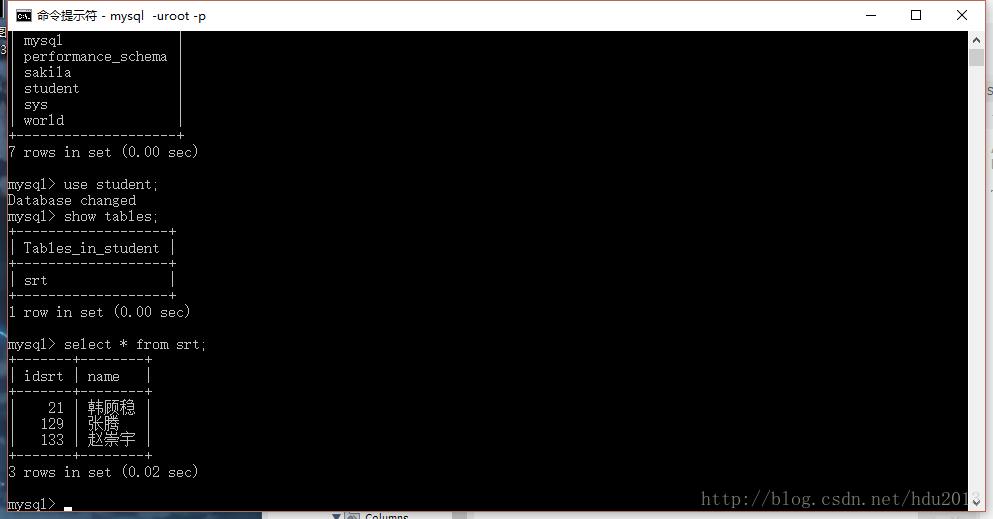 命令提示符 - mysql  -uroot -p
| mysql              |
| performance_schema |
| sakila             |
| student            |
| sys                |
| world              |
+--------------------+
7 rows in set (0.00 sec)
mysql> use student;
Database changed
mysql> show tables;
+-------------------+
| Tables_in_student |
+-------------------+
| srt               |
+-------------------+
1 row in set (0.00 sec)
mysql> select * from srt;
+-------+--------+
| idsrt | name   |
+-------+--------+
|    21 | 韩顾稳 |
|   129 | 张腾   |
|   133 | 赵崇宇 |
+-------+--------+
3 rows in set (0.02 sec)
mysql>
http://blog.csdn.net/hdu2013
Columns